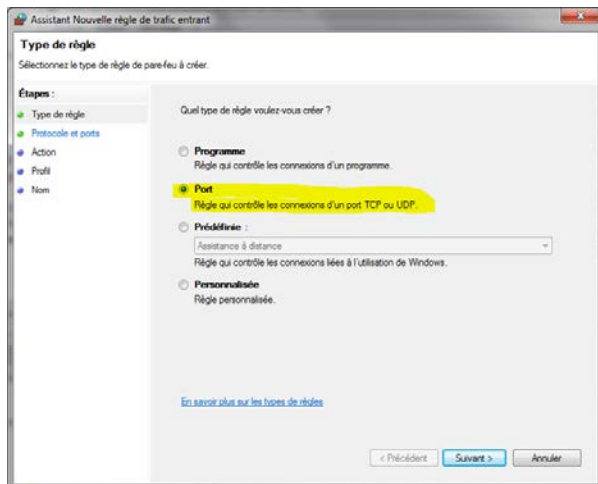 Assistant Nouvelle règle de trafic entrant
Type de règle
Sélectionnez le type de règle de pare-feu à créer.
Étapes :
Type de règle
Protocole et ports
Action
Profil
Nom
Quel type de règle voulez-vous créer ?
Programme
Règle qui contrôle les connexions d'un programme.
Port
Règle qui contrôle les connexions d'un port TCP ou UDP.
Prédéfinie :
Assistance à distance
Règle qui contrôle les connexions liées à l'utilisation de Windows.
Personnalisée
Règle personnalisée.
En savoir plus sur les types de règles
< Précédent
Suivant >
Annuler